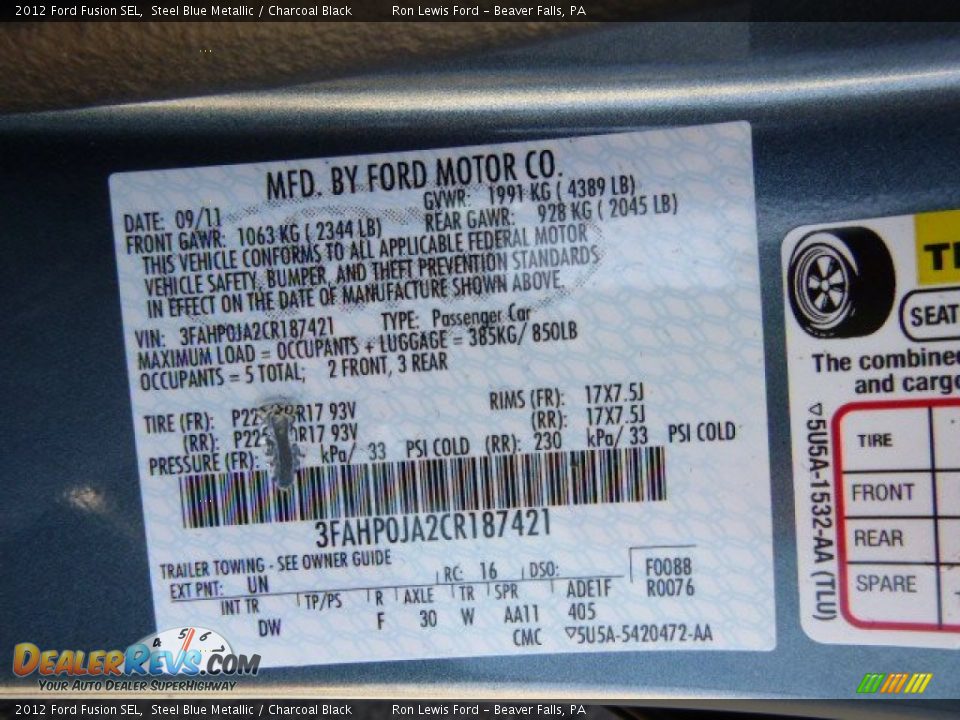 2012 Ford Fusion SEL, Steel Blue Metallic / Charcoal Black Ron Lewis Ford - Beaver Falls, PA
MFD. BY FORD MOTOR CO.
DATE: 09/11 GVWR: 1991 KG ( 4389 LB)
FRONT GAWR: 1063 KG ( 2344 LB) REAR GAWR: 928 KG ( 2045 LB)
THIS VEHICLE CONFORMS TO ALL APPLICABLE FEDERAL MOTOR
VEHICLE SAFETY, BUMPER, AND THEFT PREVENTION STANDARDS
IN EFFECT ON THE DATE OF MANUFACTURE SHOWN ABOVE.
VIN: 3FAHP0JA2CR187421 TYPE: Passenger Car
MAXIMUM LOAD = OCCUPANTS + LUGGAGE = 385KG/ 850LB
OCCUPANTS = 5 TOTAL; 2 FRONT, 3 REAR
TIRE (FR): R17 93V RIMS (FR): 17X7.5J
(RR): R17 93V (RR): 17X7.5J
PRESSURE (FR): kPa/ 33 PSI COLD (RR): 230 kPa/ 33 PSI COLD
3FAHP0JA2CR187421
TRAILER TOWING - SEE OWNER GUIDE
EXT PNT: UN RC: 16 DSO: F0088
INT TR TP/PS R AXLE TR SPR ADE1F R0076
DW F 30 W AA11 405
CMC ▽5U5A-5420472-AA
SEAT
The combine
and cargo
TIRE
FRONT
REAR
SPARE
▽5U5A-1532-AA (TLU)
4 5 6
DEALERREVS.COM
YOUR AUTO DEALER SUPERHIGHWAY
2012 Ford Fusion SEL, Steel Blue Metallic / Charcoal Black Ron Lewis Ford - Beaver Falls, PA